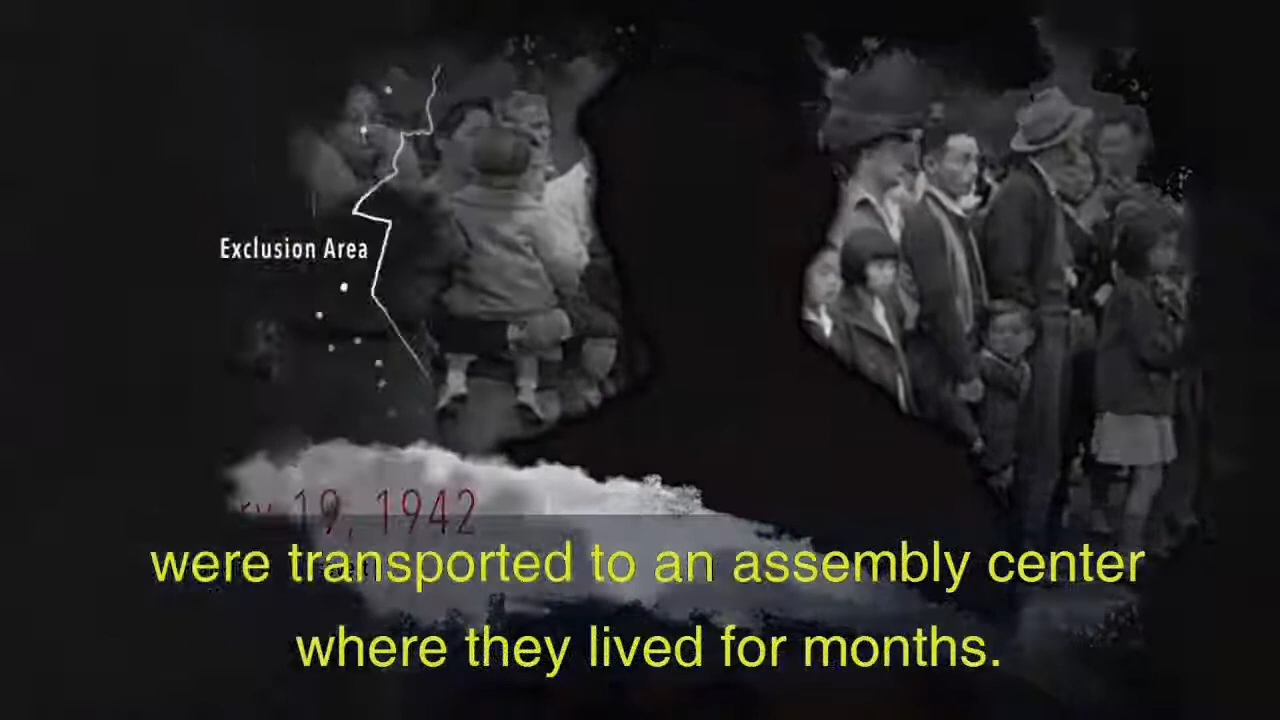 Exclusion Area
19, 1942
were transported to an assembly center
where they lived for months.